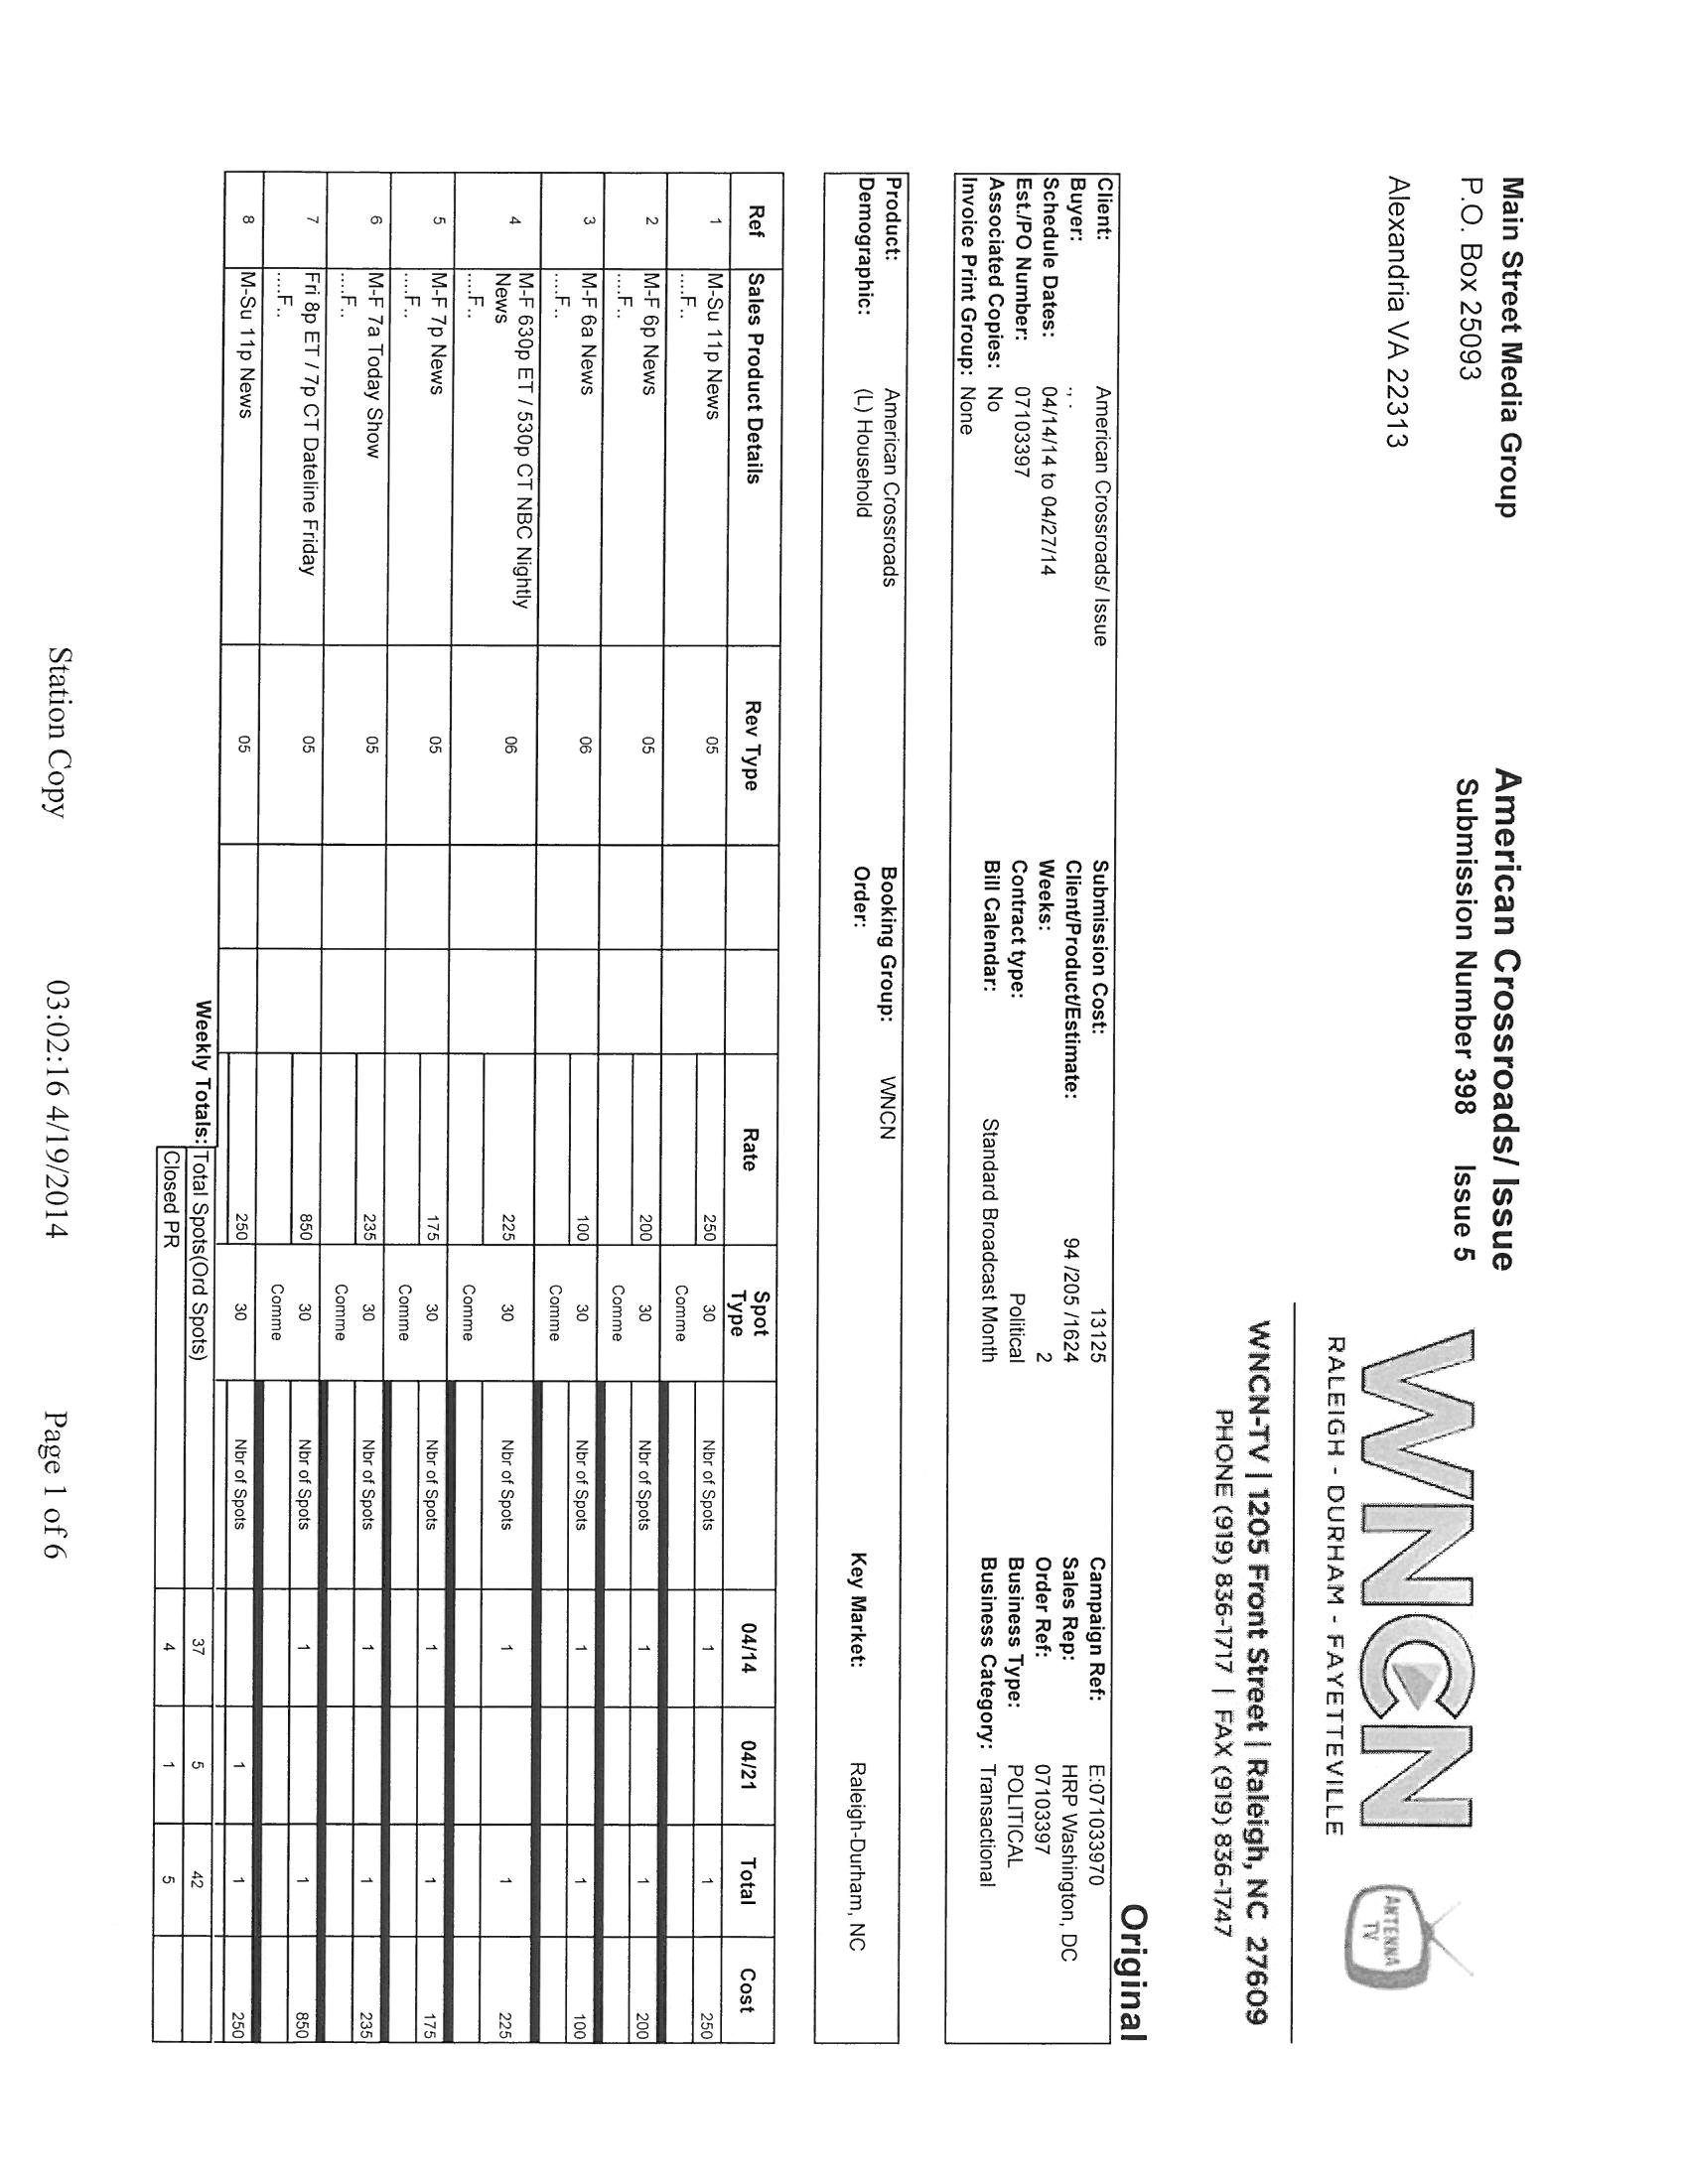 Main Street Media Group
P.O. Box 25093
Alexandria VA 22313
American Crossroads/ Issue
Submission Number 398 Issue 5
WNCN
RALEIGH - DURHAM - FAYETTEVILLE
ANTENNA TV
WNCN-TV | 1205 Front Street | Raleigh, NC 27609
PHONE (919) 836-1717 | FAX (919) 836-1747
Original
Client: American Crossroads/ Issue Submission Cost: 13125 Campaign Ref: E:071033970
Buyer: ., . Client/Product/Estimate: 94 /205 /1624 Sales Rep: HRP Washington, DC
Schedule Dates: 04/14/14 to 04/27/14 Weeks: 2 Order Ref: 07103397
Est./PO Number: 07103397 Contract type: Political Business Type: POLITICAL
Associated Copies: No Bill Calendar: Standard Broadcast Month Business Category: Transactional
Invoice Print Group: None
Product: American Crossroads Booking Group: WNCN
Demographic: (L) Household Order: Key Market: Raleigh-Durham, NC
Ref Sales Product Details Rev Type Rate Spot Type 04/14 04/21 Total Cost
1 M-Su 11p News 05 250 30 Nbr of Spots 1 1 250
....F.. Comme
2 M-F 6p News 05 200 30 Nbr of Spots 1 1 200
....F.. Comme
3 M-F 6a News 06 100 30 Nbr of Spots 1 1 100
....F.. Comme
4 M-F 630p ET / 530p CT NBC Nightly News 06 225 30 Nbr of Spots 1 1 225
....F.. Comme
5 M-F 7p News 05 175 30 Nbr of Spots 1 1 175
....F.. Comme
6 M-F 7a Today Show 05 235 30 Nbr of Spots 1 1 235
....F.. Comme
7 Fri 8p ET / 7p CT Dateline Friday 05 850 30 Nbr of Spots 1 1 850
....F.. Comme
8 M-Su 11p News 05 250 30 Nbr of Spots 1 1 250
Weekly Totals: Total Spots(Ord Spots) 37 5 42
Closed PR 4 1 5
Station Copy 03:02:16 4/19/2014 Page 1 of 6